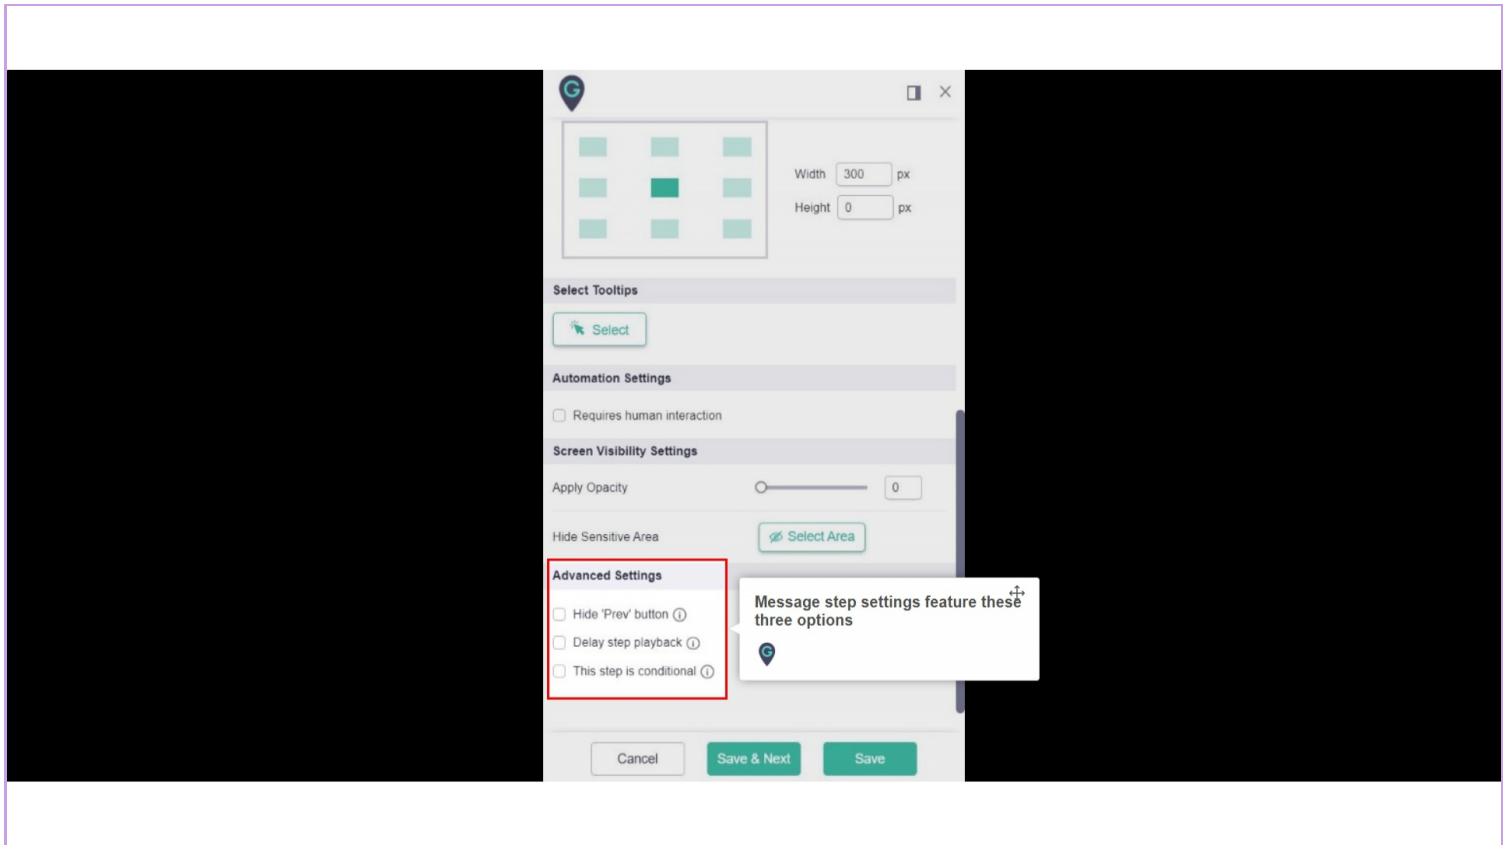 G
Width 300 px
Height 0 px
Select Tooltips
Select
Automation Settings
Requires human interaction
Screen Visibility Settings
Apply Opacity 0
Hide Sensitive Area Select Area
Advanced Settings
Hide 'Prev' button
Delay step playback
This step is conditional
Message step settings feature these
three options
G
Cancel Save & Next Save